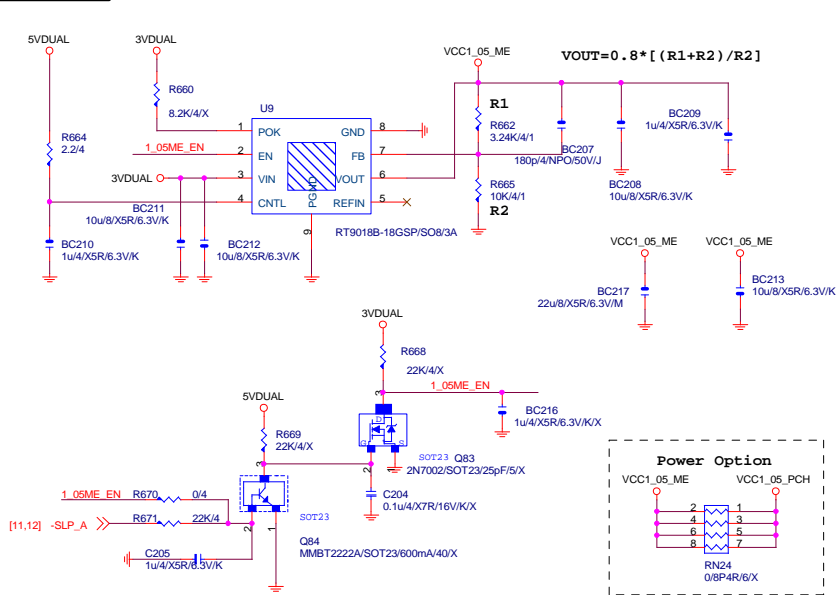 5VDUAL
3VDUAL
VCC1_05_ME
VOUT=0.8*[(R1+R2)/R2]
R660
8.2K/4/X
U9
R1
R662
3.24K/4/1
BC209
1u/4/X5R/6.3V/K
R664
2.2/4
1 POK
GND 8
1_05ME_EN
2 EN
FB 7
BC207
180p/4/NPO/50V/J
3VDUAL
3 VIN
VOUT 6
R665
10K/4/1
BC208
10u/8/X5R/6.3V/K
4 CNTL
PGND
REFIN 5
R2
BC211
10u/8/X5R/6.3V/K
9
RT9018B-18GSP/SO8/3A
BC210
1u/4/X5R/6.3V/K
BC212
10u/8/X5R/6.3V/K
VCC1_05_ME
VCC1_05_ME
BC217
22u/8/X5R/6.3V/M
BC213
10u/8/X5R/6.3V/K
3VDUAL
R668
22K/4/X
3
1_05ME_EN
5VDUAL
D
G
S
BC216
1u/4/X5R/6.3V/K/X
R669
22K/4/X
SOT23 Q83
2N7002/SOT23/25pF/5/X
3
2
1
C204
0.1u/4/X7R/16V/K/X
1_05ME_EN
R670
0/4
SOT23
[11,12] -SLP_A
R671
22K/4
2
1
Q84
MMBT2222A/SOT23/600mA/40/X
C205
1u/4/X5R/6.3V/K
Power Option
VCC1_05_ME
VCC1_05_PCH
2 1
4 3
6 5
8 7
RN24
0/8P4R/6/X